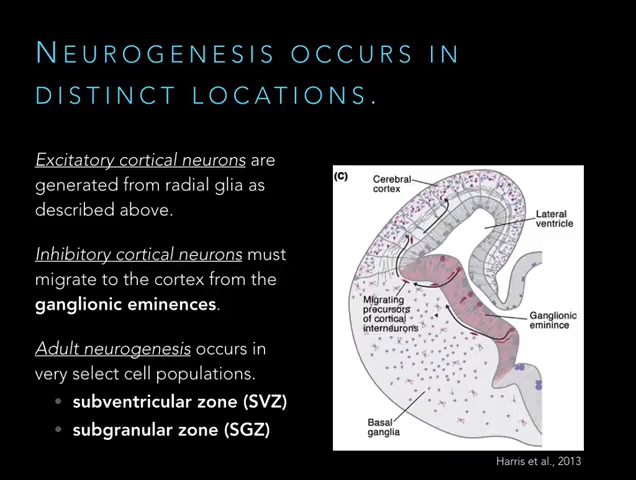 NEUROGENESIS OCCURS IN
DISTINCT LOCATIONS.
Excitatory cortical neurons are
generated from radial glia as
described above.
Inhibitory cortical neurons must
migrate to the cortex from the
ganglionic eminences.
Adult neurogenesis occurs in
very select cell populations.
• subventricular zone (SVZ)
• subgranular zone (SGZ)
(C)
Cerebral
cortex
Lateral
ventricle
Migrating
precursors
of cortical
interneurons
Ganglionic
eminince
Basal
ganglia
Harris et al., 2013